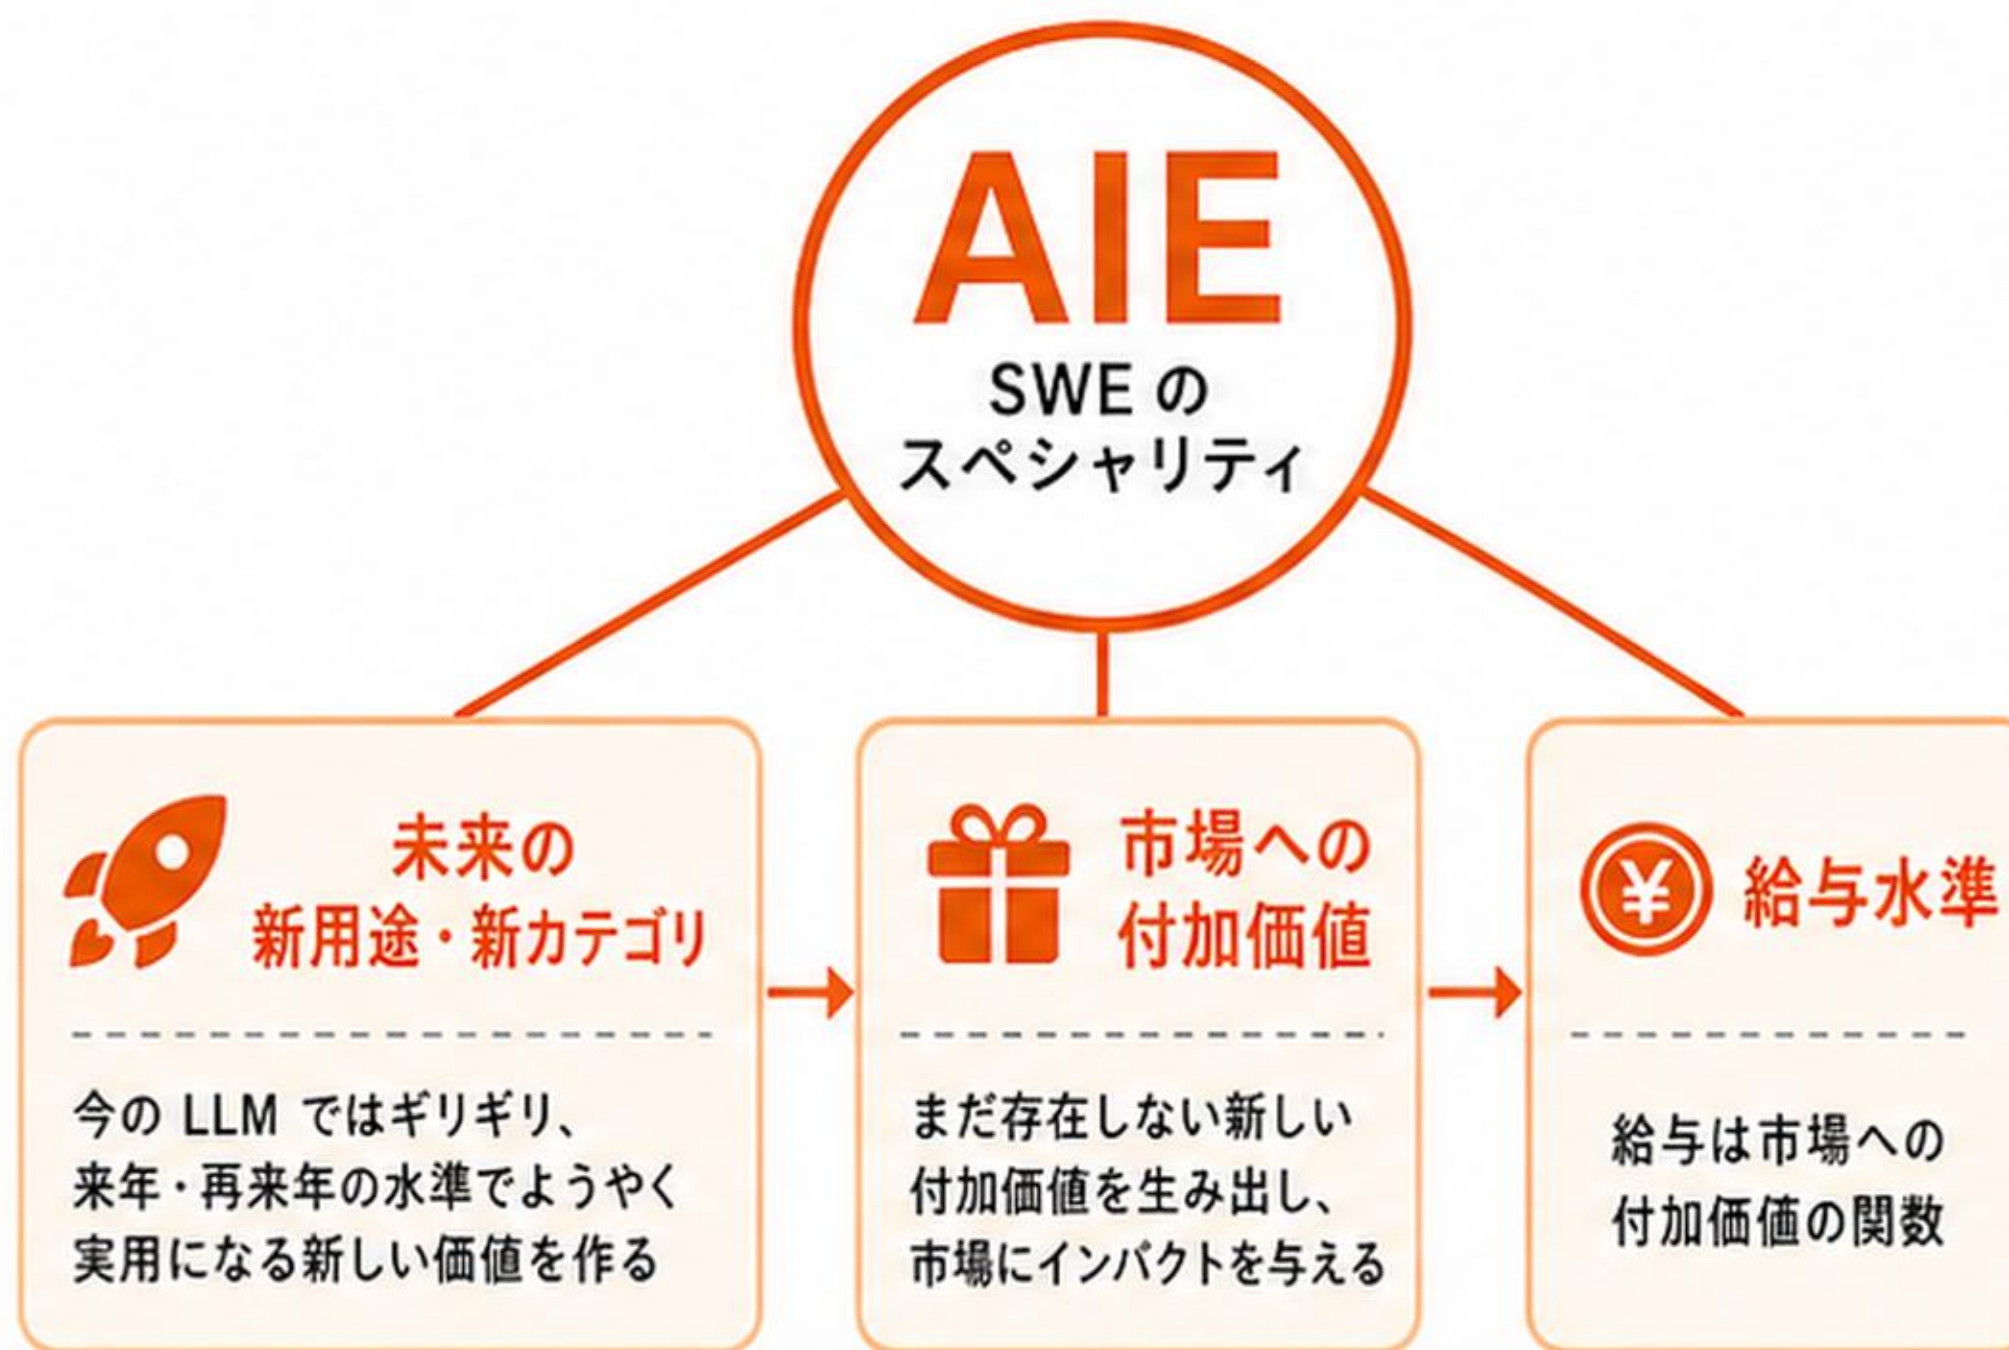 AIE
SWE の
スペシャリティ
未来の
新用途・新カテゴリ
今の LLM ではギリギリ、
来年・再来年の水準でようやく
実用になる新しい価値を作る
市場への
付加価値
まだ存在しない新しい
付加価値を生み出し、
市場にインパクトを与える
¥
給与水準
給与は市場への
付加価値の関数